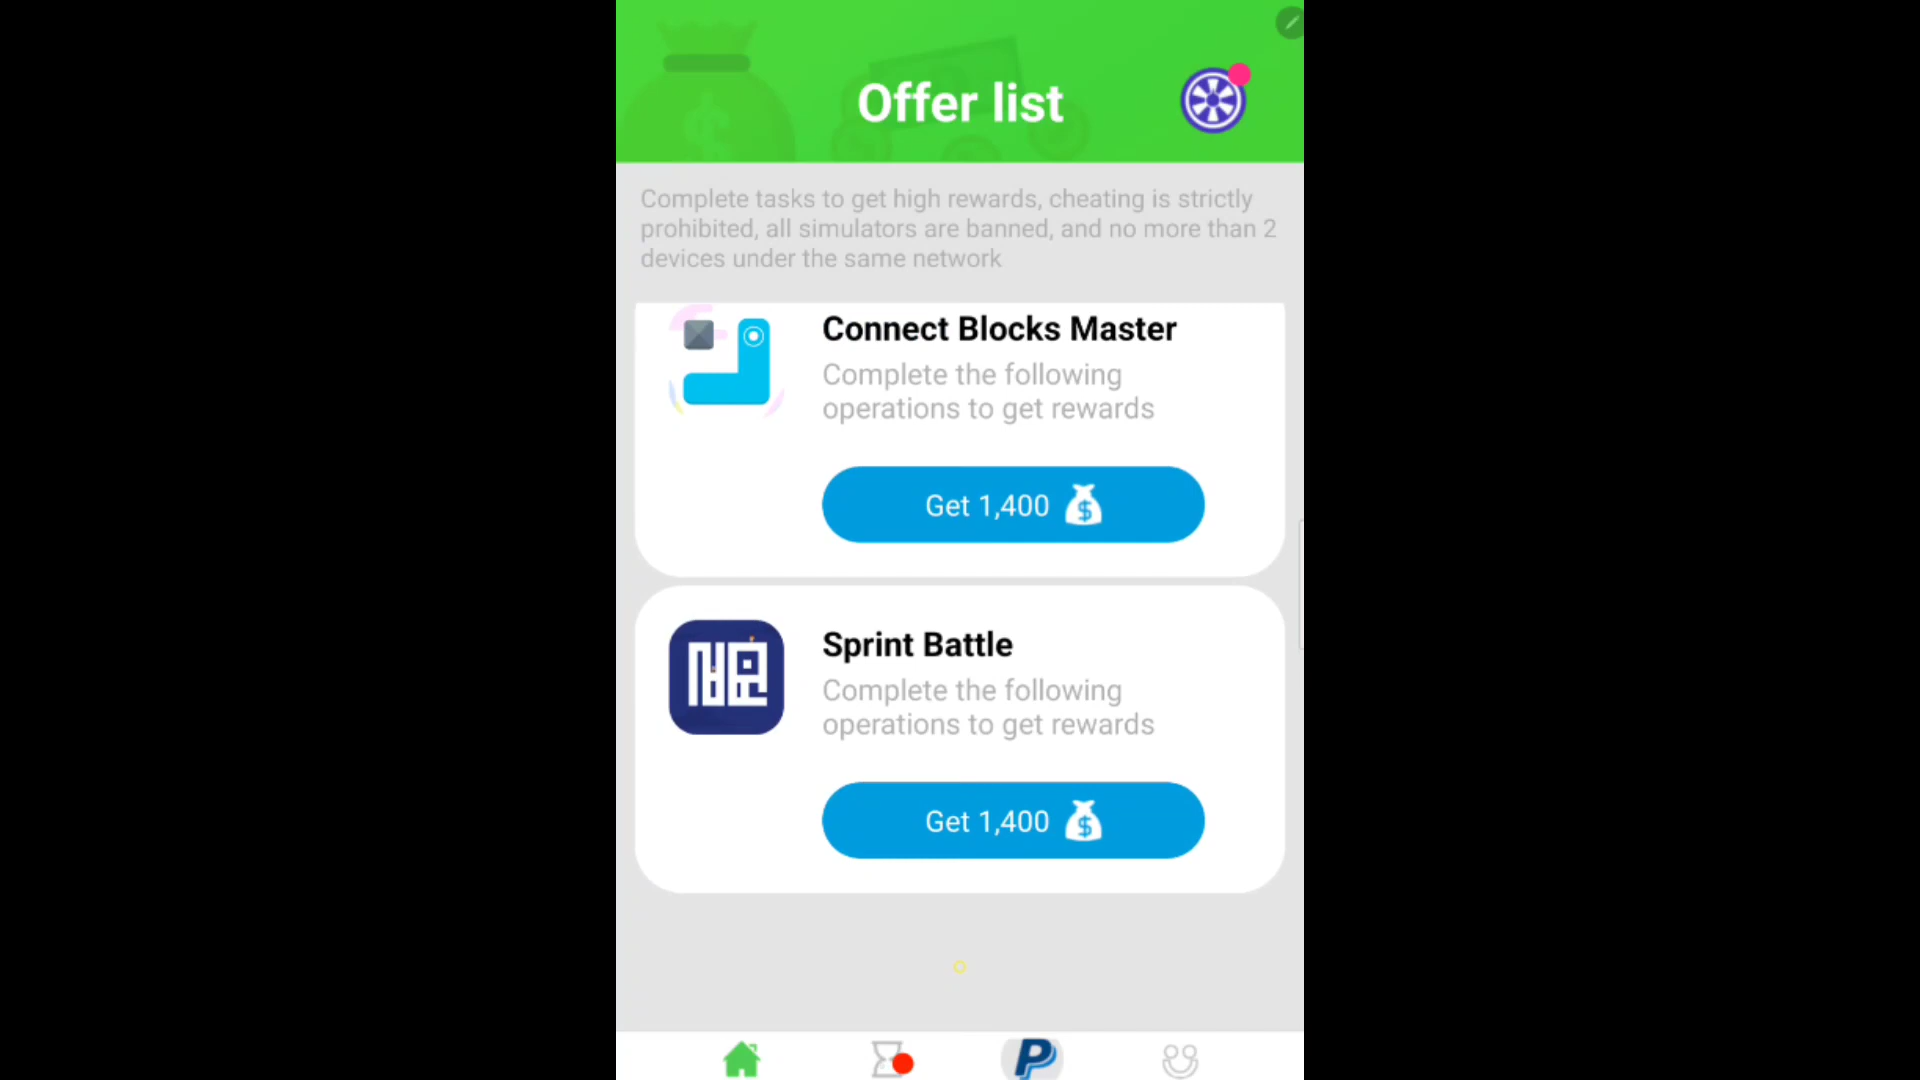 Offer list
Complete tasks to get high rewards, cheating is strictly
prohibited, all simulators are banned, and no more than 2
devices under the same network
Connect Blocks Master
Complete the following
operations to get rewards
Get 1,400
Sprint Battle
Complete the following
operations to get rewards
Get 1,400